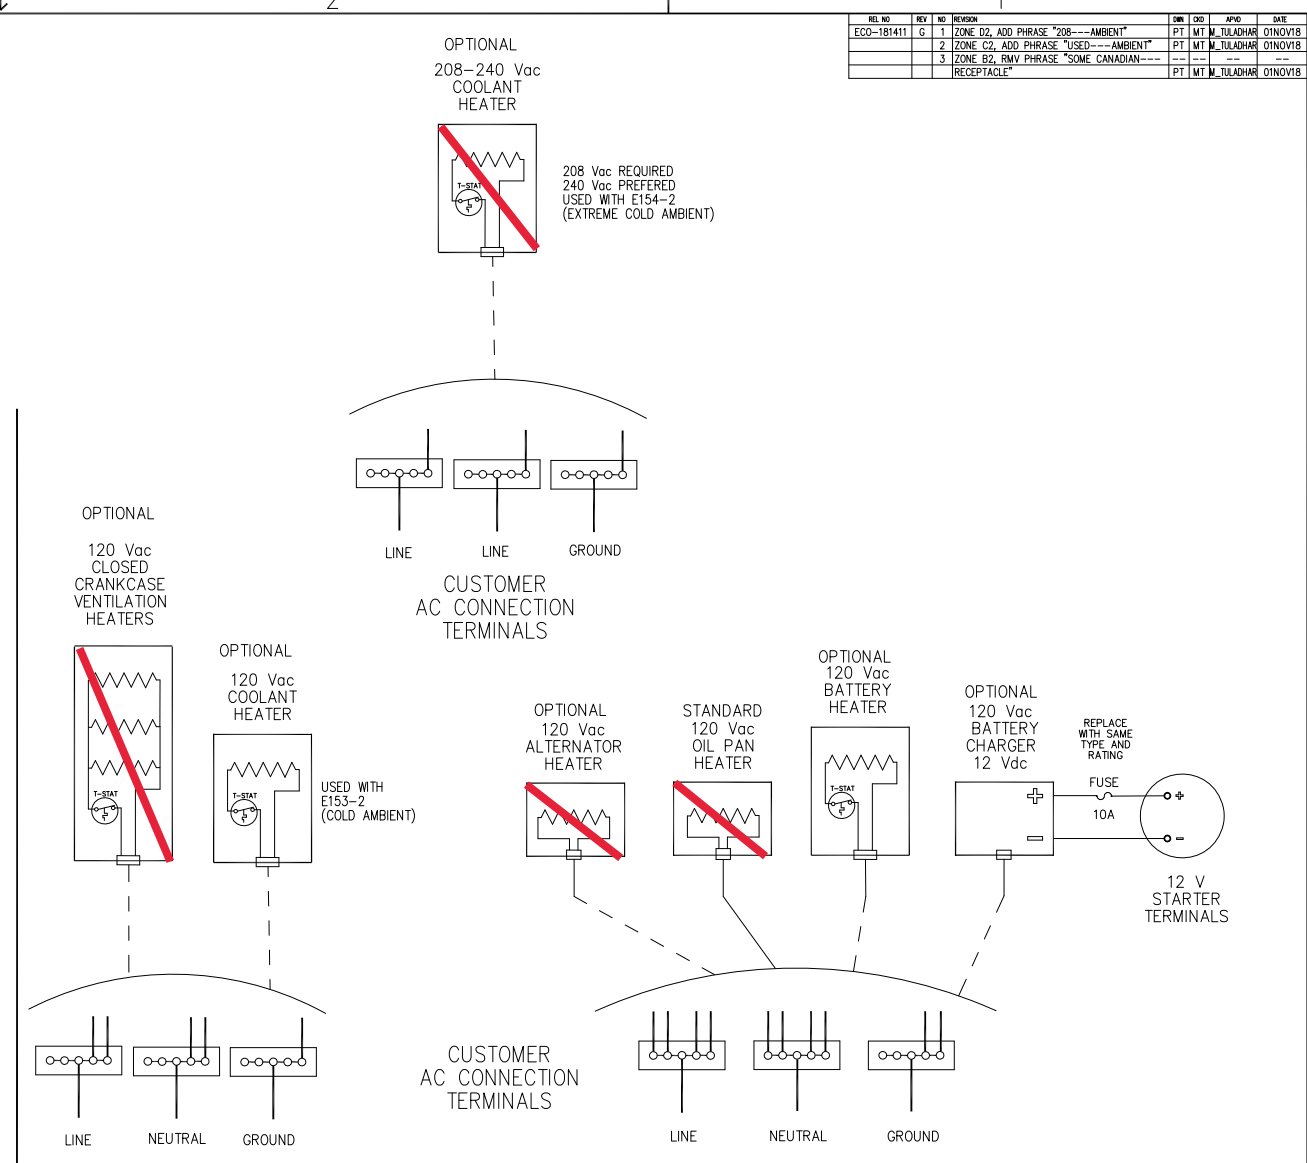 2
1
REL NO REV NO REVISION DWN CKD APVD DATE
ECO-181411 G 1 ZONE D2, ADD PHRASE "208---AMBIENT" PT MT M_TULADHAR 01NOV18
2 ZONE C2, ADD PHRASE "USED---AMBIENT" PT MT M_TULADHAR 01NOV18
3 ZONE B2, RMV PHRASE "SOME CANADIAN--- -- -- -- --
RECEPTACLE" PT MT M_TULADHAR 01NOV18
OPTIONAL
208-240 Vac
COOLANT
HEATER
T-STAT
208 Vac REQUIRED
240 Vac PREFERED
USED WITH E154-2
(EXTREME COLD AMBIENT)
LINE
LINE
GROUND
CUSTOMER
AC CONNECTION
TERMINALS
OPTIONAL
120 Vac
CLOSED
CRANKCASE
VENTILATION
HEATERS
T-STAT
OPTIONAL
120 Vac
COOLANT
HEATER
T-STAT
USED WITH
E153-2
(COLD AMBIENT)
OPTIONAL
120 Vac
ALTERNATOR
HEATER
STANDARD
120 Vac
OIL PAN
HEATER
OPTIONAL
120 Vac
BATTERY
HEATER
T-STAT
OPTIONAL
120 Vac
BATTERY
CHARGER
12 Vdc
REPLACE
WITH SAME
TYPE AND
RATING
FUSE
10A
+
-
12 V
STARTER
TERMINALS
LINE
NEUTRAL
GROUND
CUSTOMER
AC CONNECTION
TERMINALS
LINE
NEUTRAL
GROUND